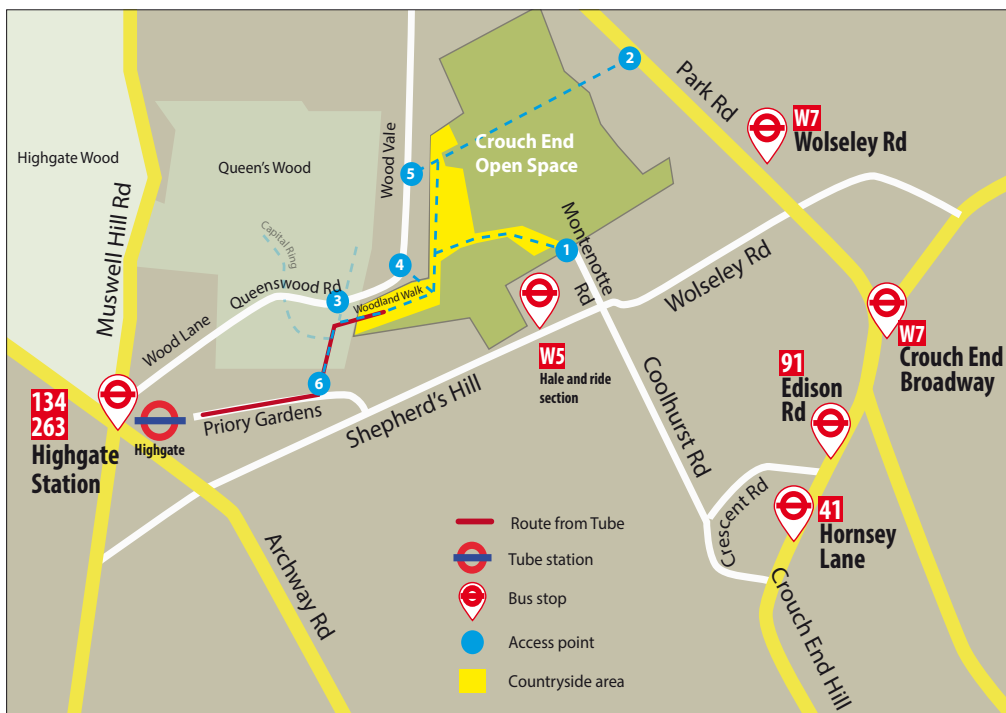 Highgate Wood
Muswell Hill Rd
Queen's Wood
Capital
Ring
Queenswood Rd
Wood Lane
Wood Vale
Crouch End
Open Space
Woodland Walk
1
2
3
4
5
6
Park Rd
W7
Wolseley Rd
Montenotte
Rd
Wolseley Rd
W5
Hale and ride
section
W7
Crouch End
Broadway
91
Edison
Rd
41
Hornsey
Lane
Coolhurst Rd
Crescent Rd
Crouch End Hill
Shepherd's Hill
Priory Gardens
134
263
Highgate
Station
Highgate
Archway Rd
Route from Tube
Tube station
Bus stop
Access point
Countryside area